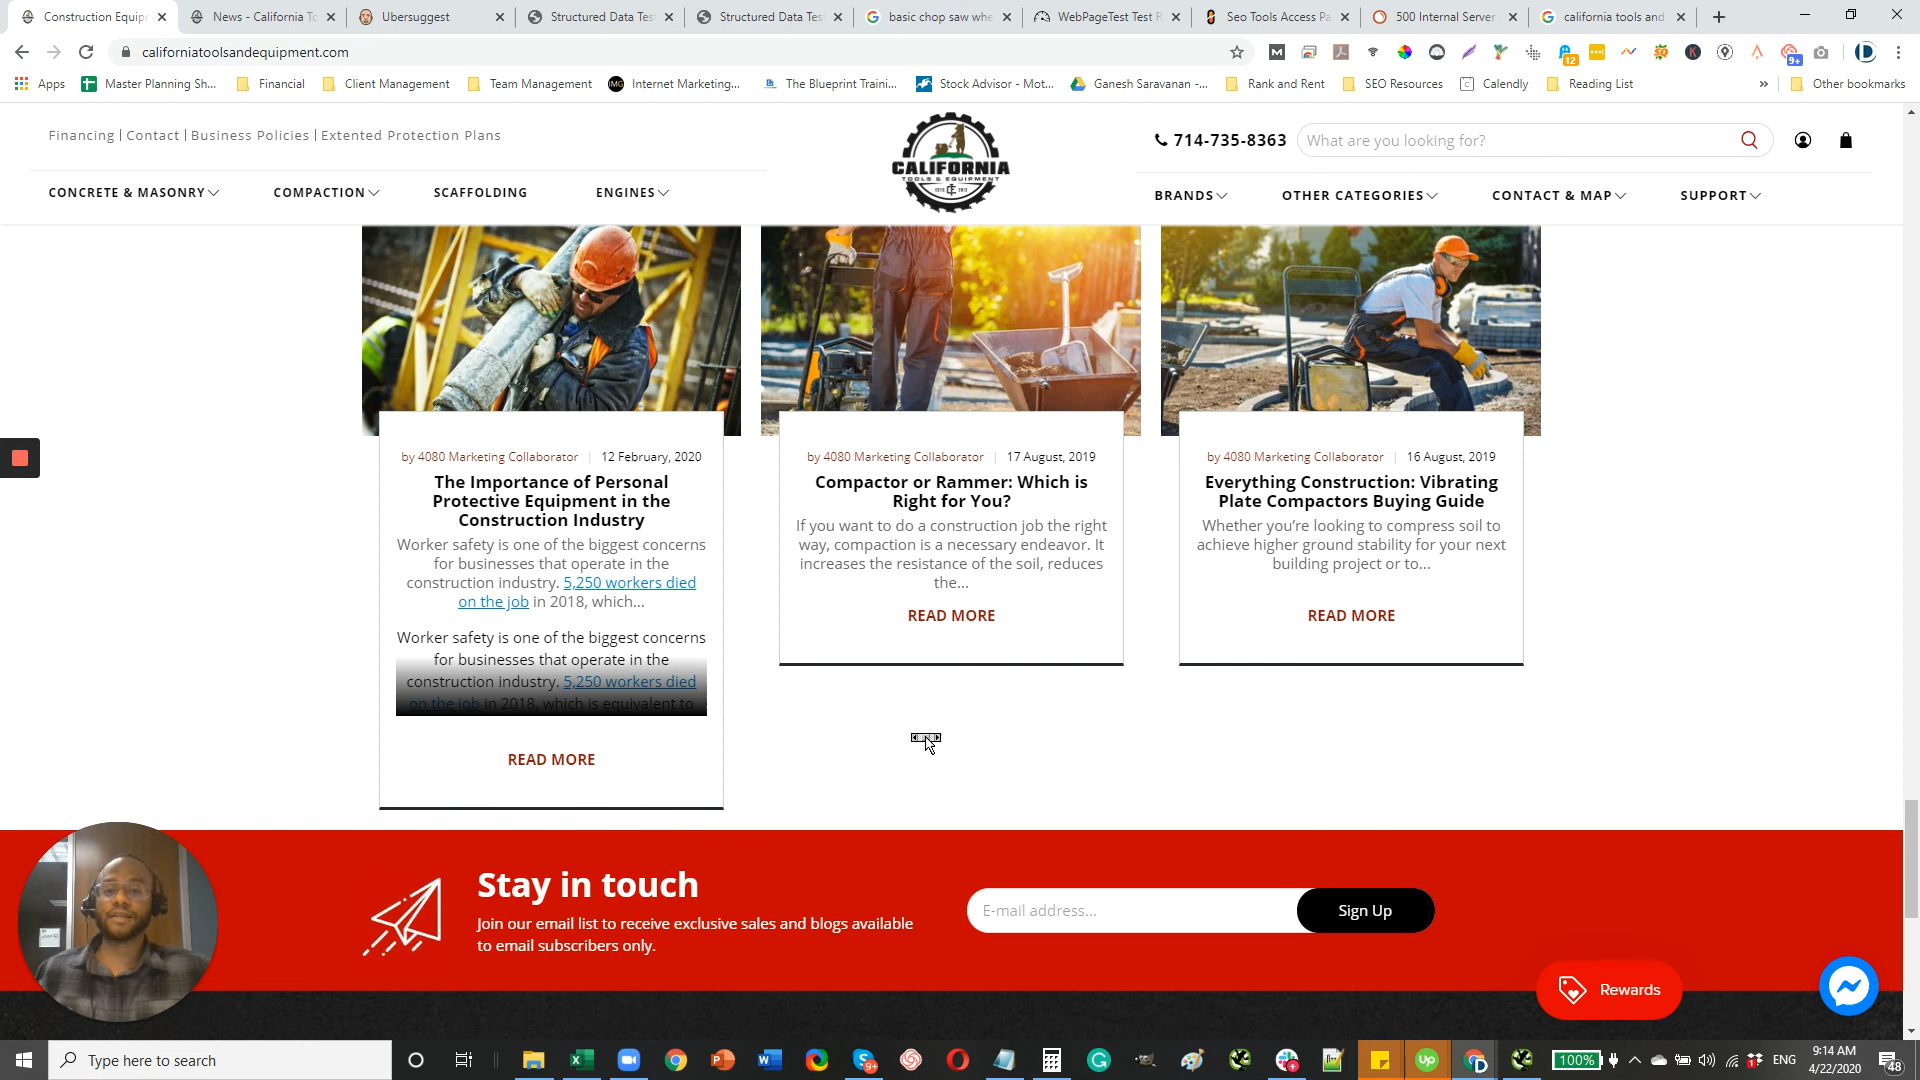 Construction Equip
News - California To
Ubersuggest
Structured Data Tes
Structured Data Test
basic chop saw whe
WebPageTest Test R
Seo Tools Access Pa
500 Internal Server
california tools and
californiatoolsandequipment.com
12
9+
Apps
Master Planning Sh...
Financial
Client Management
Team Management
Internet Marketing...
The Blueprint Traini...
Stock Advisor - Mot...
Ganesh Saravanan -...
Rank and Rent
SEO Resources
Calendly
Reading List
»
Other bookmarks
Financing | Contact | Business Policies | Extented Protection Plans
CALIFORNIA
TOOLS & EQUIPMENT
714-735-8363
What are you looking for?
CONCRETE & MASONRY
COMPACTION
SCAFFOLDING
ENGINES
BRANDS
OTHER CATEGORIES
CONTACT & MAP
SUPPORT
by 4080 Marketing Collaborator | 12 February, 2020
The Importance of Personal
Protective Equipment in the
Construction Industry
Worker safety is one of the biggest concerns
for businesses that operate in the
construction industry. 5,250 workers died
on the job in 2018, which...
Worker safety is one of the biggest concerns
for businesses that operate in the
construction industry. 5,250 workers died
on the job in 2018, which is equivalent to
READ MORE
by 4080 Marketing Collaborator | 17 August, 2019
Compactor or Rammer: Which is
Right for You?
If you want to do a construction job the right
way, compaction is a necessary endeavor. It
increases the resistance of the soil, reduces
the...
READ MORE
by 4080 Marketing Collaborator | 16 August, 2019
Everything Construction: Vibrating
Plate Compactors Buying Guide
Whether you're looking to compress soil to
achieve higher ground stability for your next
building project or to...
READ MORE
Stay in touch
Join our email list to receive exclusive sales and blogs available
to email subscribers only.
E-mail address...
Sign Up
Rewards
Type here to search
100%
ENG
9:14 AM
4/22/2020
48